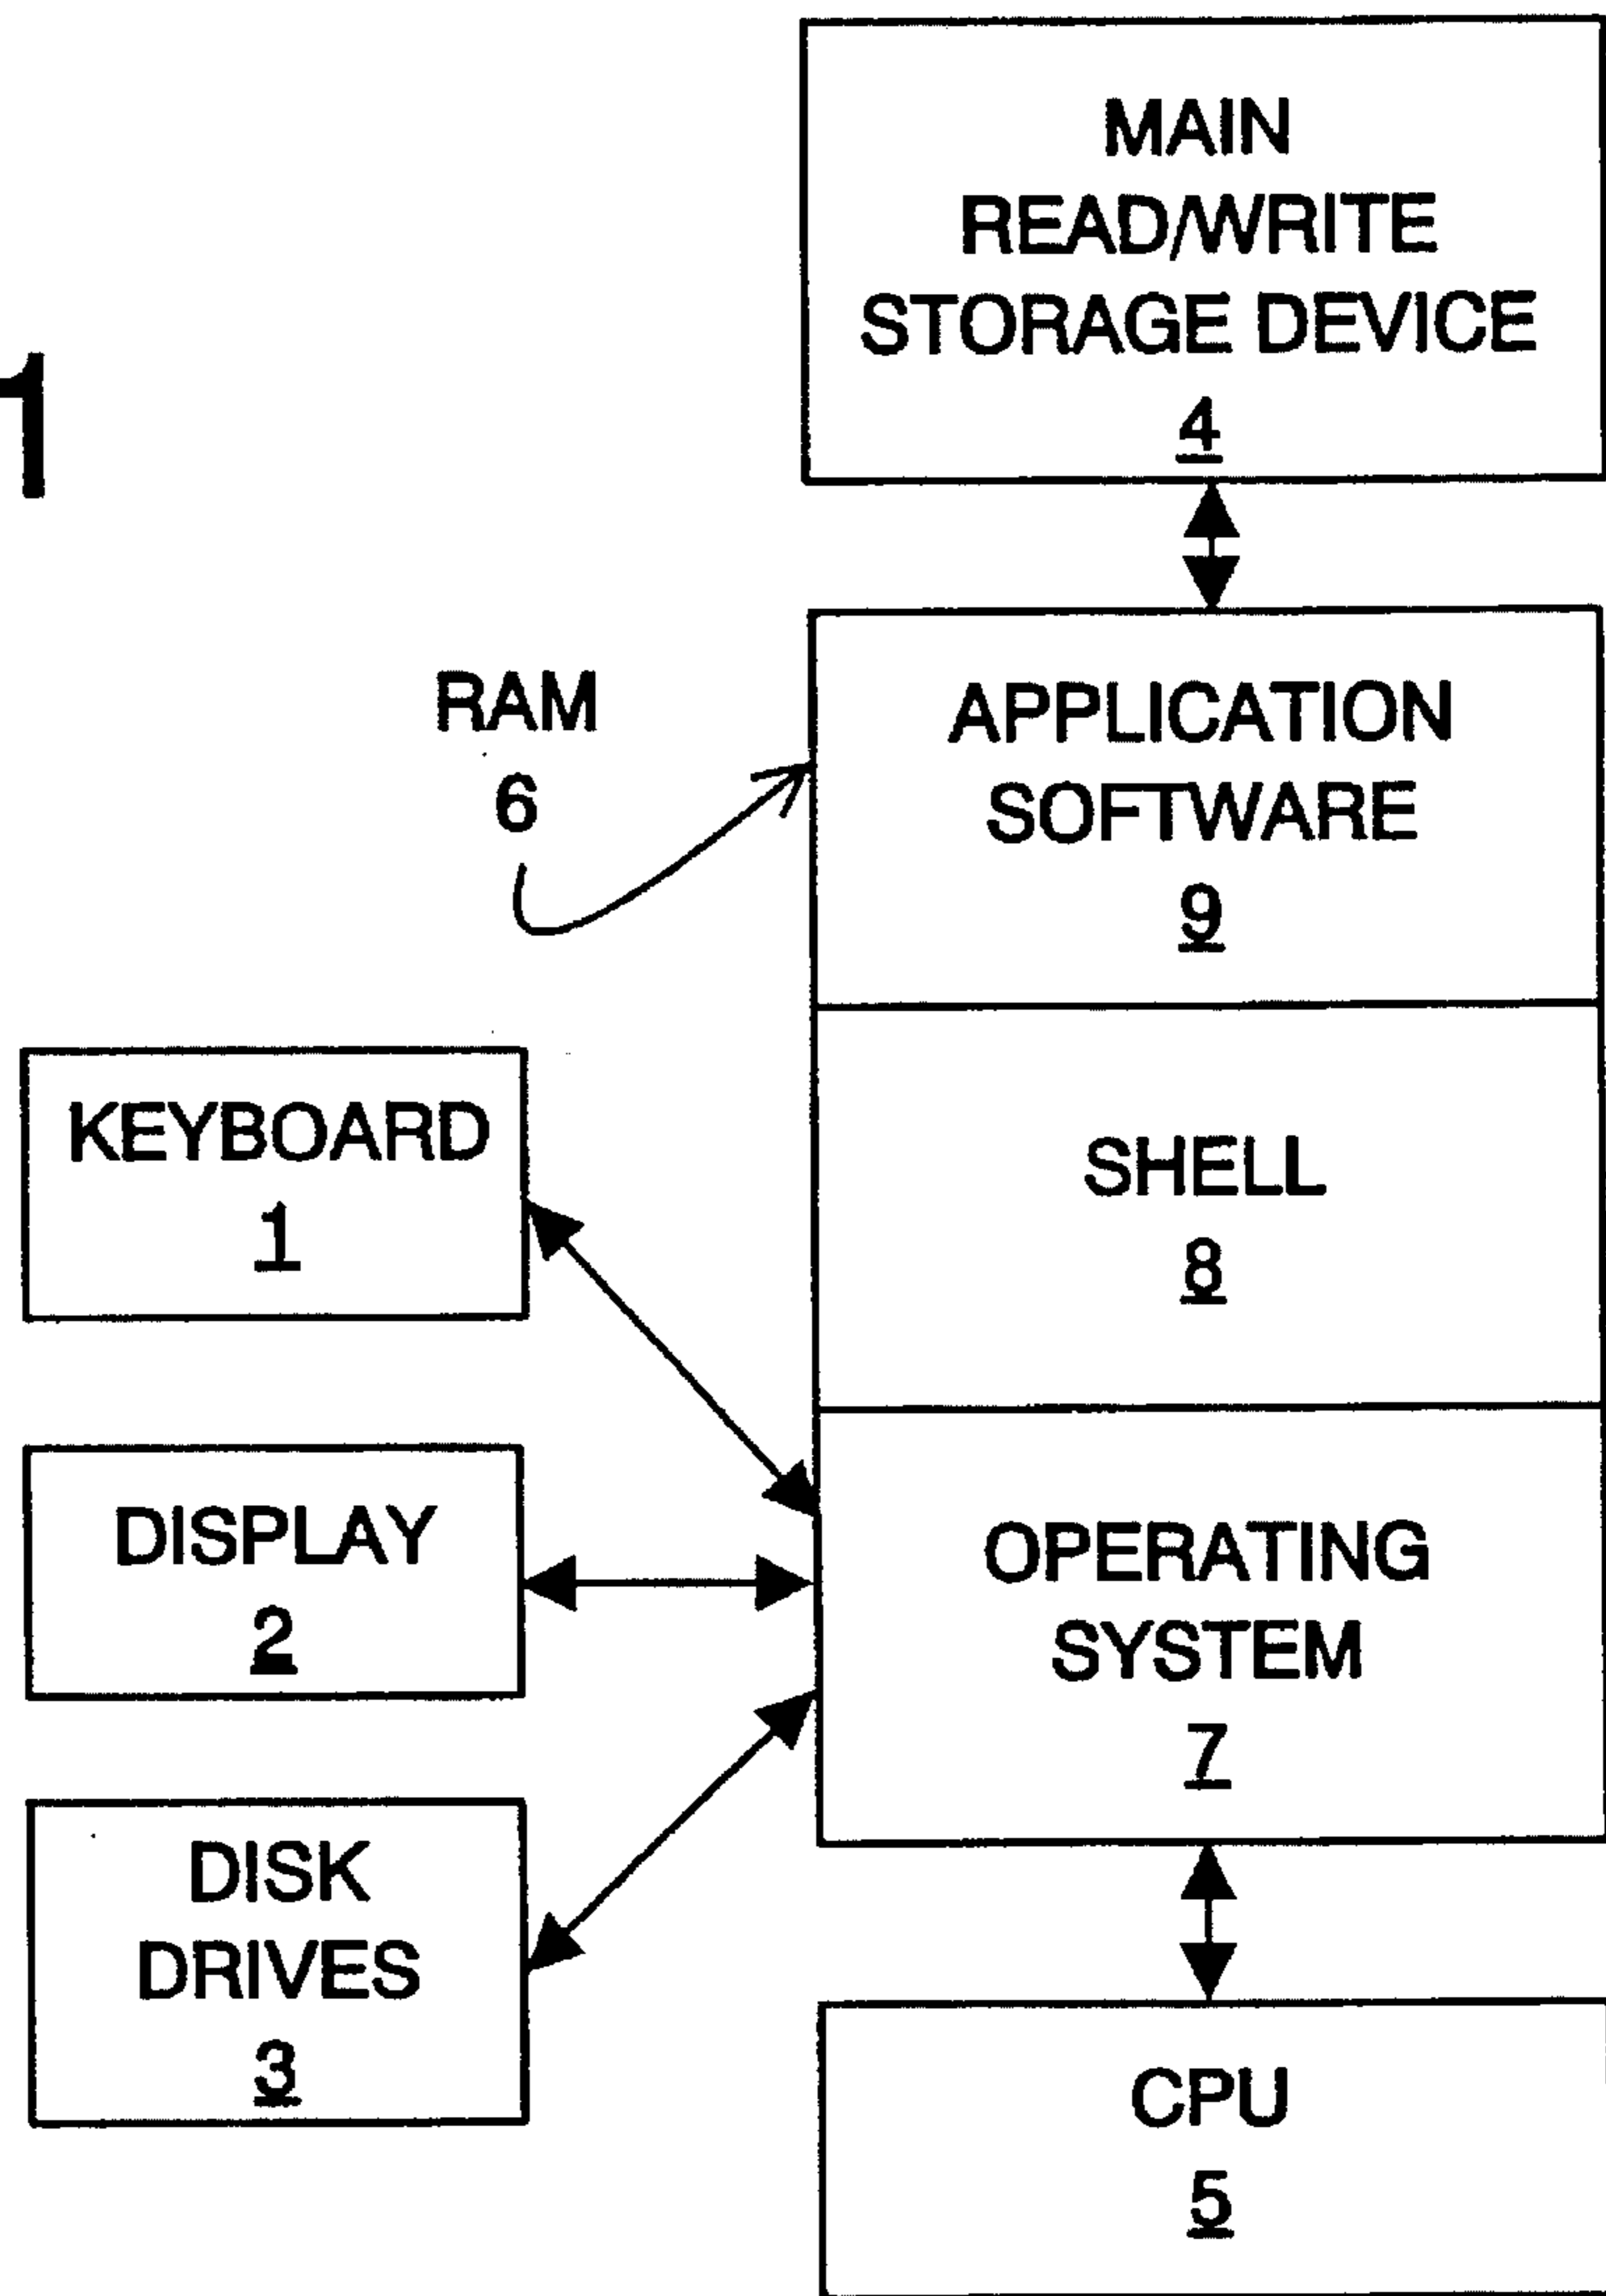 1
MAIN
READ/WRITE
STORAGE DEVICE
4
RAM
6
APPLICATION
SOFTWARE
9
SHELL
8
KEYBOARD
1
DISPLAY
2
OPERATING
SYSTEM
7
DISK
DRIVES
3
CPU
5